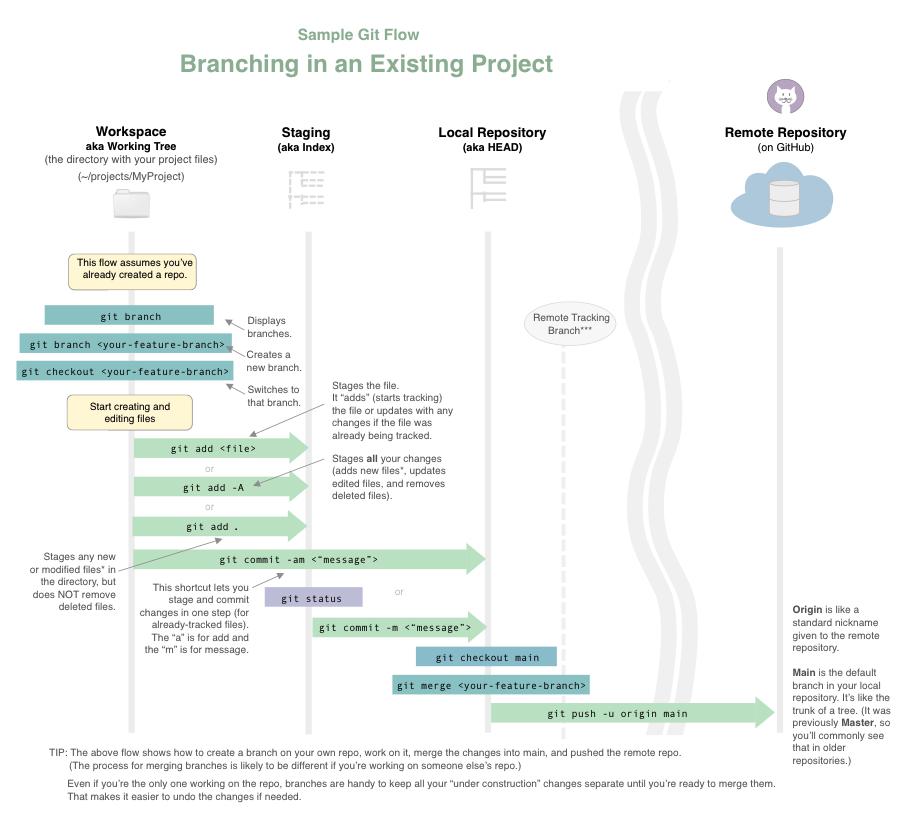 Sample Git Flow
Branching in an Existing Project
Workspace
aka Working Tree
(the directory with your project files)
(~/projects/MyProject)
Staging
(aka Index)
Local Repository
(aka HEAD)
Remote Repository
(on GitHub)
This flow assumes you've
already created a repo.
git branch
Displays
branches.
git branch <your-feature-branch>
Creates a
new branch.
git checkout <your-feature-branch>
Switches to
that branch.
Remote Tracking
Branch***
Start creating and
editing files
Stages the file.
It “adds” (starts tracking)
the file or updates with any
changes if the file was
already being tracked.
git add <file>
or
Stages all your changes
(adds new files*, updates
edited files, and removes
deleted files).
git add -A
or
git add .
Stages any new
or modified files* in
the directory, but
does NOT remove
deleted files.
git commit -am <“message”>
This shortcut lets you
stage and commit
changes in one step (for
already-tracked files).
The “a” is for add and
the “m” is for message.
git status
or
git commit -m <“message”>
git checkout main
git merge <your-feature-branch>
git push -u origin main
Origin is like a
standard nickname
given to the remote
repository.
Main is the default
branch in your local
repository. It's like the
trunk of a tree. (It was
previously Master, so
you'll commonly see
that in older
repositories.)
TIP: The above flow shows how to create a branch on your own repo, work on it, merge the changes into main, and pushed the remote repo.
(The process for merging branches is likely to be different if you're working on someone else's repo.)
Even if you're the only one working on the repo, branches are handy to keep all your “under construction” changes separate until you're ready to merge them.
That makes it easier to undo the changes if needed.